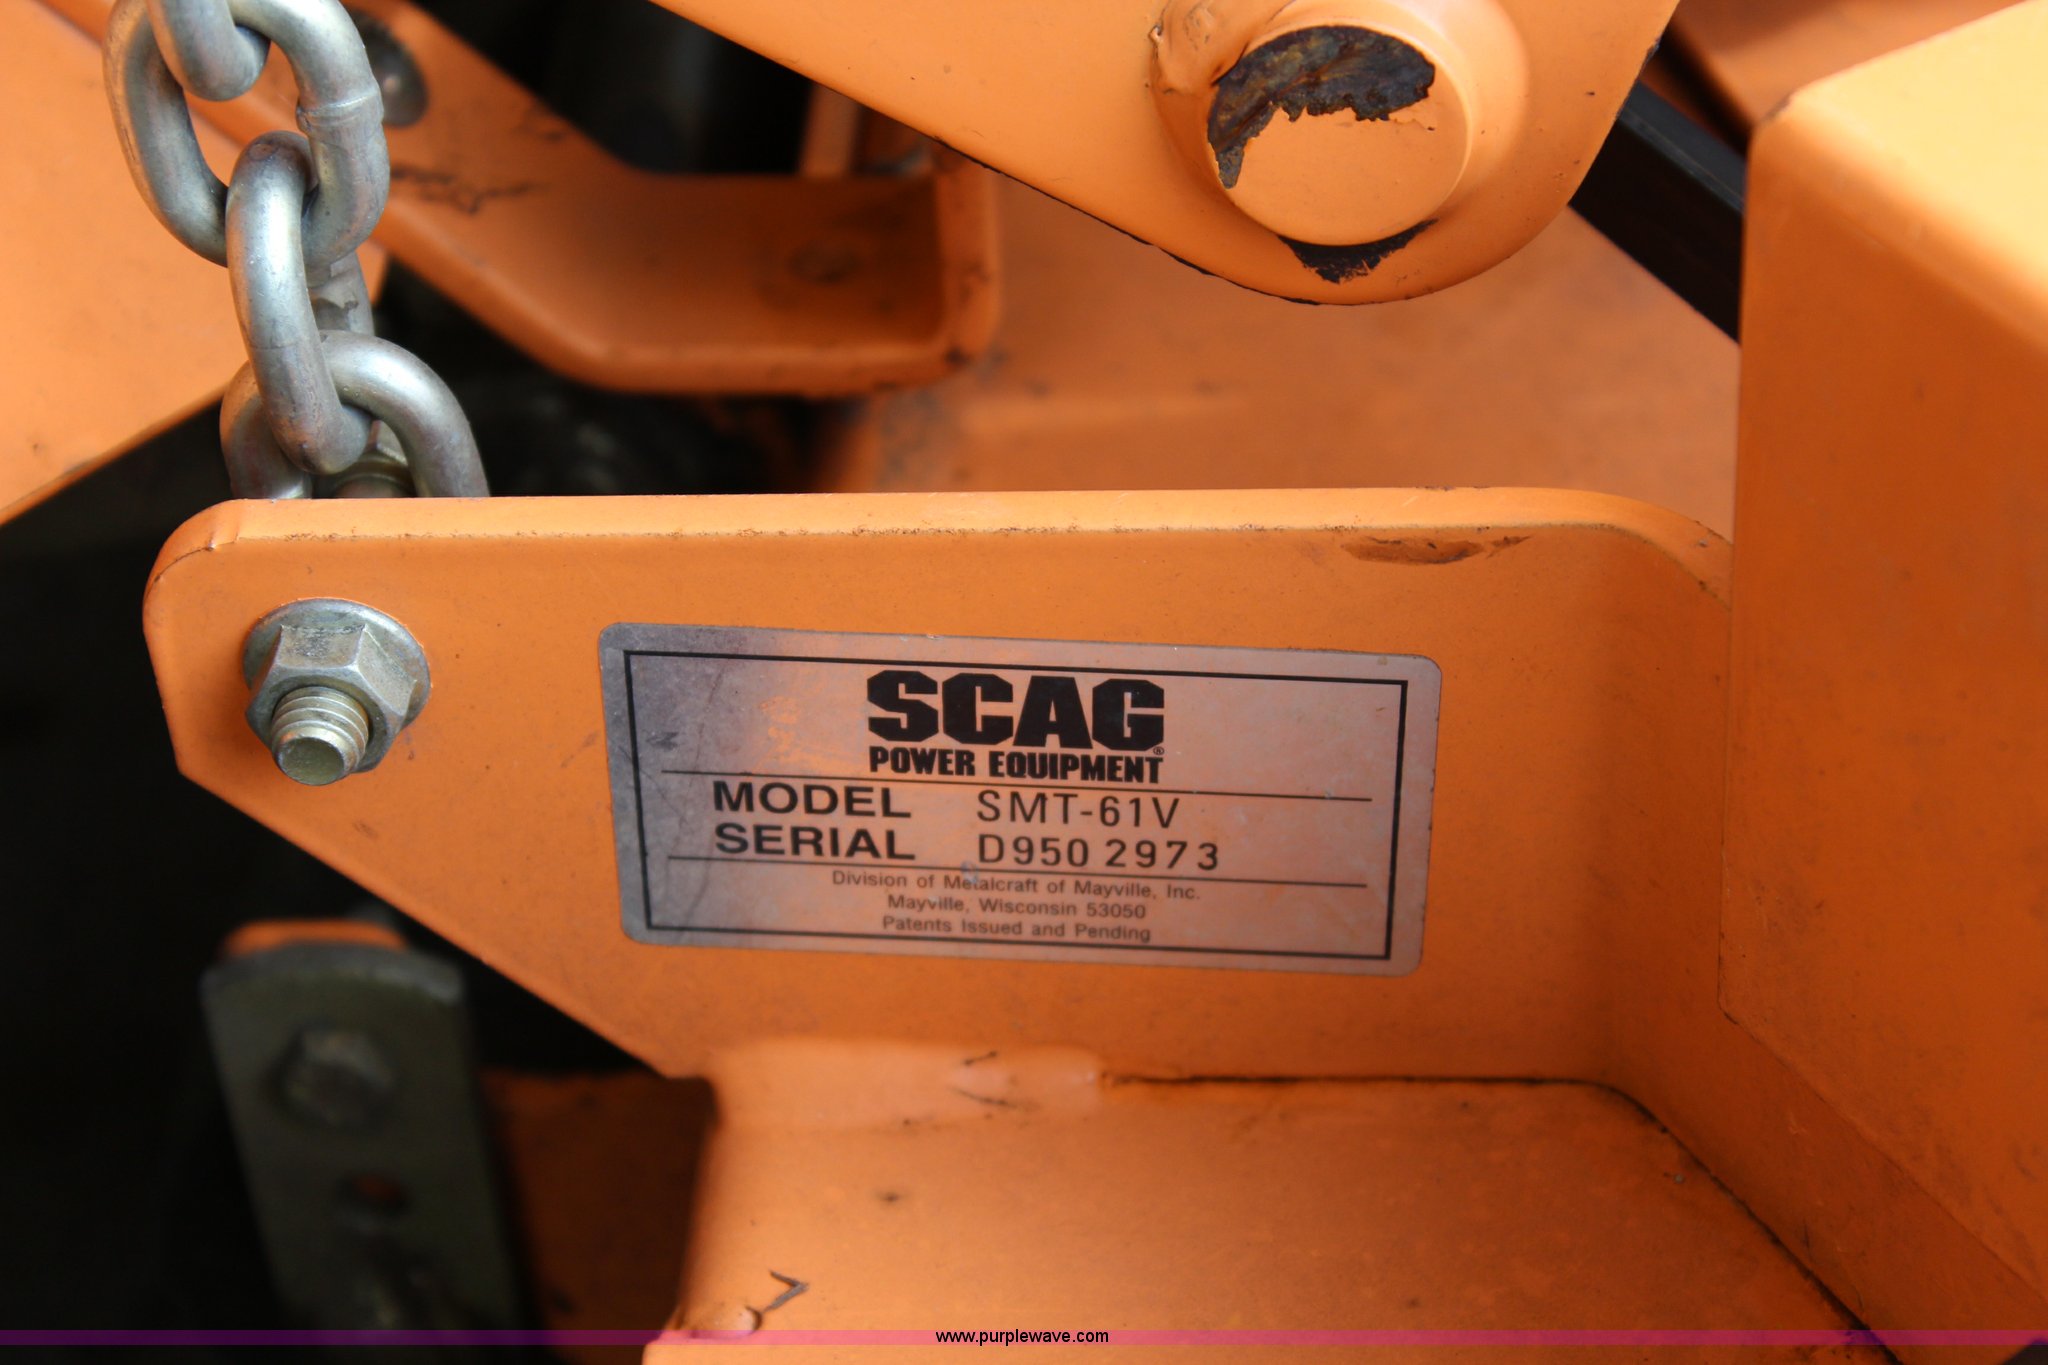 SCAG®
POWER EQUIPMENT
MODEL SMT-61V
SERIAL D950 2973
Division of Metalcraft of Mayville, Inc.
Mayville, Wisconsin 53050
Patents Issued and Pending
www.purplewave.com